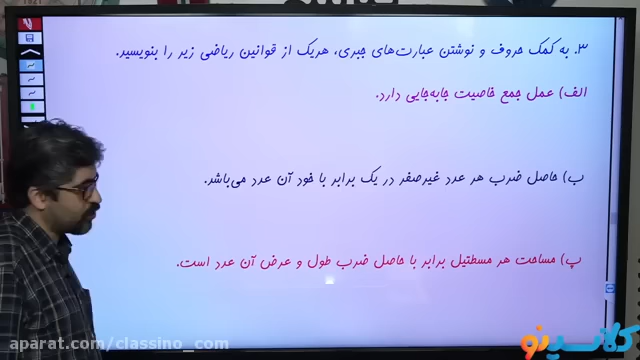 ۳. به کمک حروف و نوشتن عبارت‌های جبری، هریک از قوانین ریاضی زیر را بنویسید.
الف) عمل جمع خاصیت جابه‌جایی دارد.
ب) حاصل ضرب هر عدد غیرصفر در یک برابر با خود آن عدد می‌باشد.
پ) مساحت هر مسطتیل برابر با حاصل ضرب طول و عرض آن عدد است.
aparat.com/classino_com
کلاسینو